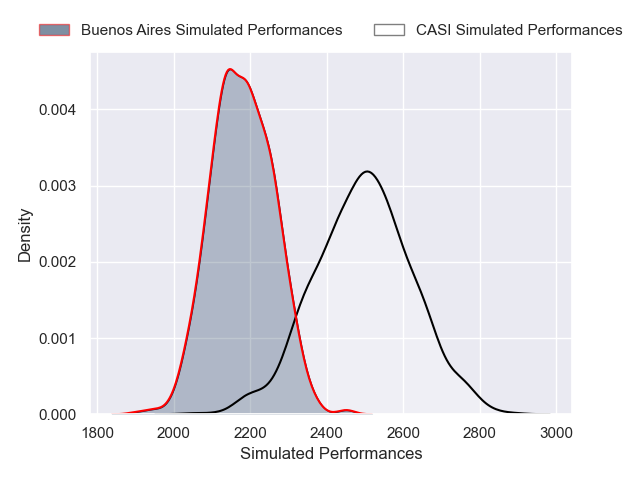 Buenos Aires Simulated Performances
CASI Simulated Performances
Density
0.004
0.003
0.002
0.001
0.000
1800 2000 2200 2400 2600 2800 3000
Simulated Performances